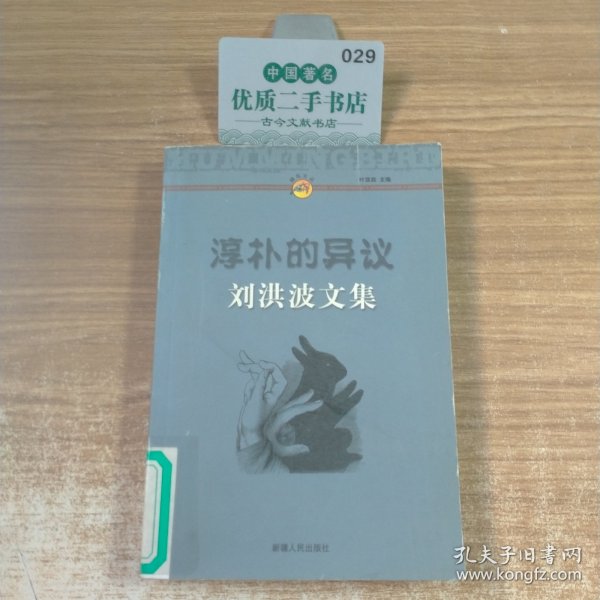 029
中国著名
优质二手书店
古今文献书店
主编
淳朴的异议
刘洪波文集
新疆人民出版社
孔夫子旧书网
www.kongfz.com